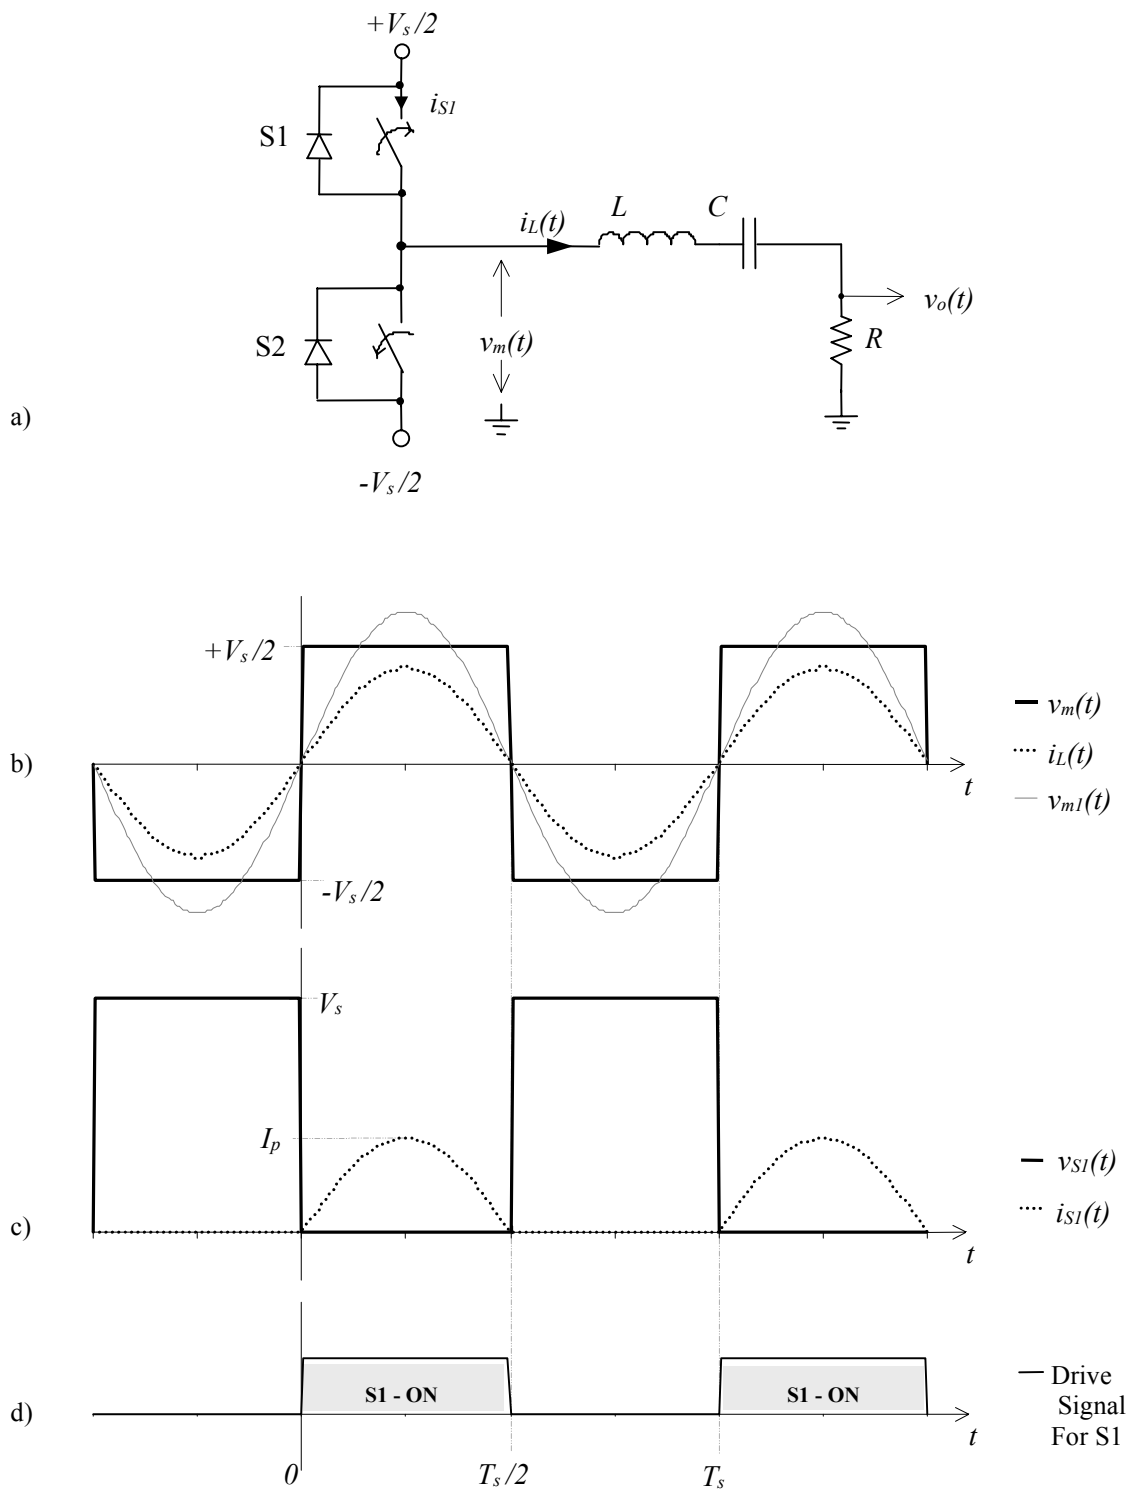 +Vs/2
iS1
S1
iL(t)
L
C
vo(t)
S2
vm(t)
R
a)
-Vs/2
+Vs/2
vm(t)
b)
iL(t)
t
vm1(t)
-Vs/2
Vs
Ip
vS1(t)
c)
iS1(t)
t
S1 - ON
S1 - ON
Drive
Signal
For S1
d)
t
0
Ts/2
Ts